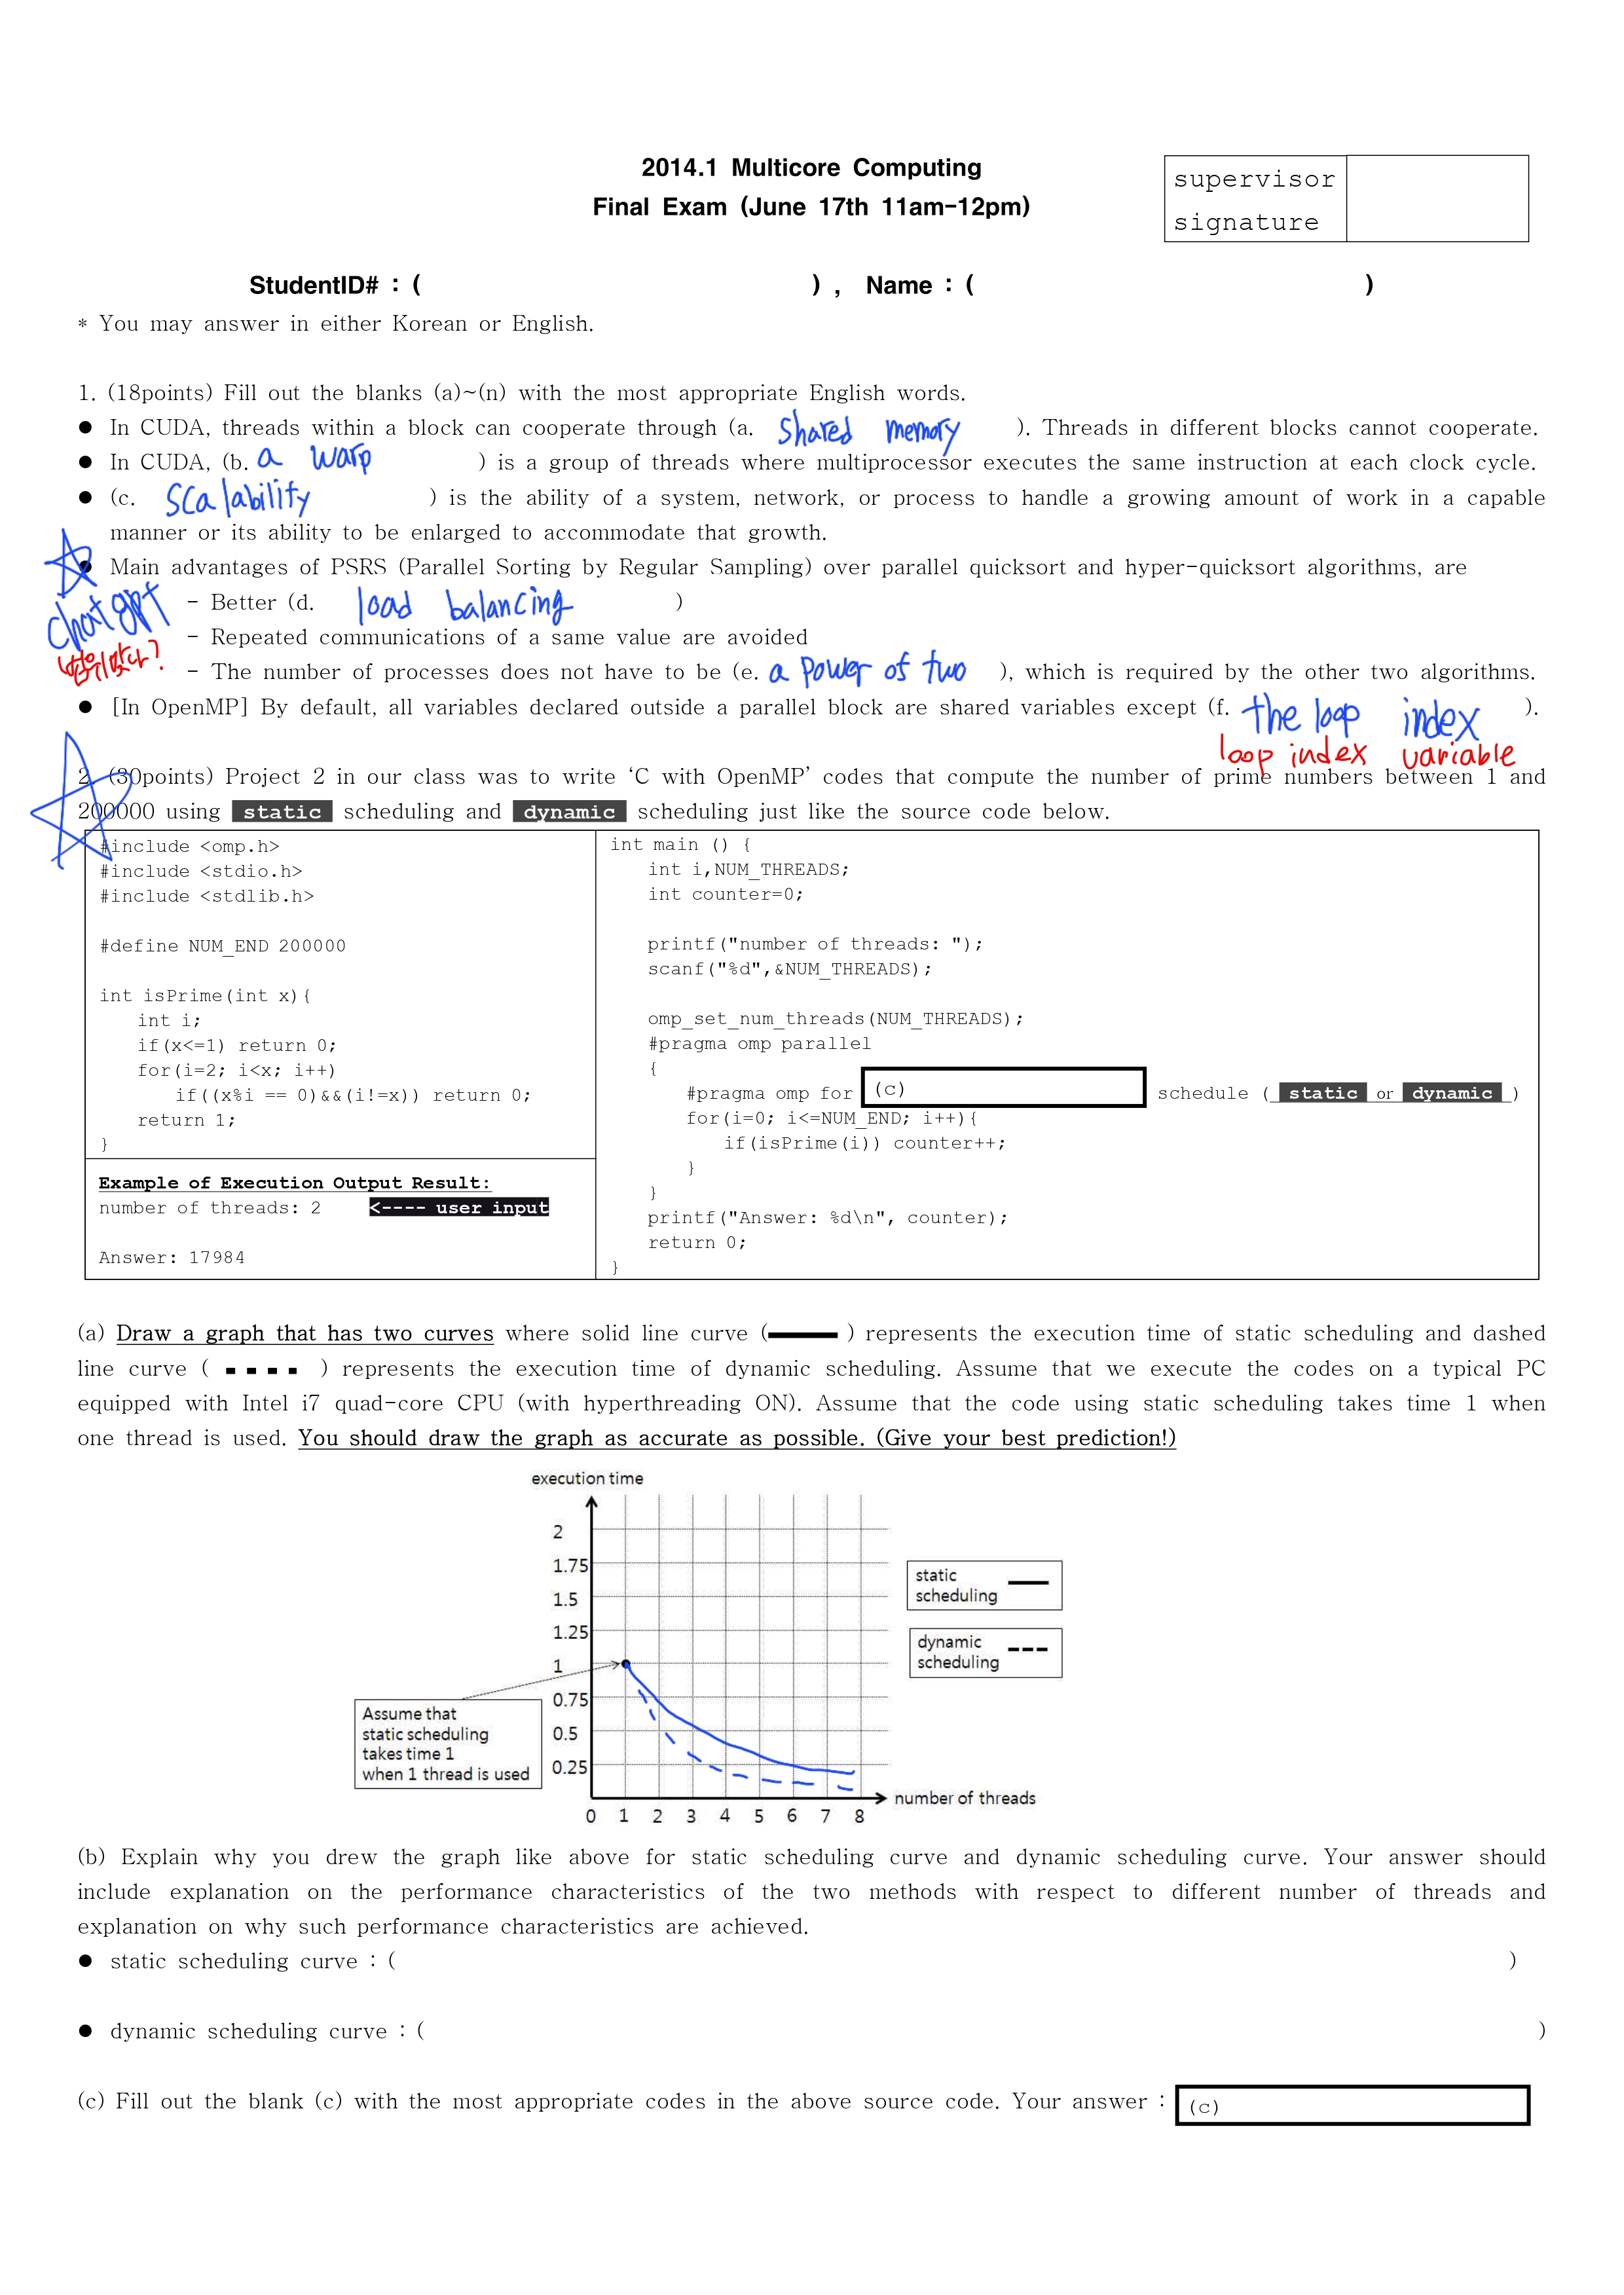 2014.1 Multicore Computing
Final Exam (June 17th 11am-12pm)
supervisor
signature
StudentID# : ( ) , Name : ( )
* You may answer in either Korean or English.
1. (18points) Fill out the blanks (a)~(n) with the most appropriate English words.
● In CUDA, threads within a block can cooperate through (a. Shared memory ). Threads in different blocks cannot cooperate.
● In CUDA, (b. a warp ) is a group of threads where multiprocessor executes the same instruction at each clock cycle.
● (c. Scalability ) is the ability of a system, network, or process to handle a growing amount of work in a capable
manner or its ability to be enlarged to accommodate that growth.
● Main advantages of PSRS (Parallel Sorting by Regular Sampling) over parallel quicksort and hyper-quicksort algorithms, are
chatgpt
- Better (d. load balancing )
- Repeated communications of a same value are avoided
- The number of processes does not have to be (e. a power of two ), which is required by the other two algorithms.
● [In OpenMP] By default, all variables declared outside a parallel block are shared variables except (f. the loop index ).
loop index variable
2. (30points) Project 2 in our class was to write ‘C with OpenMP’ codes that compute the number of prime numbers between 1 and
200000 using static scheduling and dynamic scheduling just like the source code below.
#include <omp.h>
#include <stdio.h>
#include <stdlib.h>
#define NUM_END 200000
int isPrime(int x){
int i;
if(x<=1) return 0;
for(i=2; i<x; i++)
if((x%i == 0)&&(i!=x)) return 0;
return 1;
}
Example of Execution Output Result:
number of threads: 2 <---- user input
Answer: 17984
int main () {
int i,NUM_THREADS;
int counter=0;
printf("number of threads: ");
scanf("%d",&NUM_THREADS);
omp_set_num_threads(NUM_THREADS);
#pragma omp parallel
{
#pragma omp for (c) schedule ( static or dynamic )
for(i=0; i<=NUM_END; i++){
if(isPrime(i)) counter++;
}
}
printf("Answer: %d\n", counter);
return 0;
}
(a) Draw a graph that has two curves where solid line curve ( ) represents the execution time of static scheduling and dashed
line curve ( ) represents the execution time of dynamic scheduling. Assume that we execute the codes on a typical PC
equipped with Intel i7 quad-core CPU (with hyperthreading ON). Assume that the code using static scheduling takes time 1 when
one thread is used. You should draw the graph as accurate as possible. (Give your best prediction!)
execution time
2
1.75
1.5
1.25
1
0.75
0.5
0.25
0 1 2 3 4 5 6 7 8
number of threads
static
scheduling
dynamic
scheduling
Assume that
static scheduling
takes time 1
when 1 thread is used
(b) Explain why you drew the graph like above for static scheduling curve and dynamic scheduling curve. Your answer should
include explanation on the performance characteristics of the two methods with respect to different number of threads and
explanation on why such performance characteristics are achieved.
● static scheduling curve : ( )
● dynamic scheduling curve : ( )
(c) Fill out the blank (c) with the most appropriate codes in the above source code. Your answer : (c)